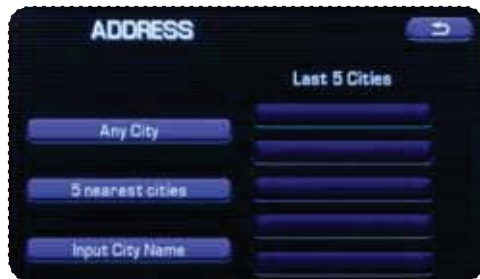 ADDRESS
Last 5 Cities
Any City
5 nearest cities
Input City Name